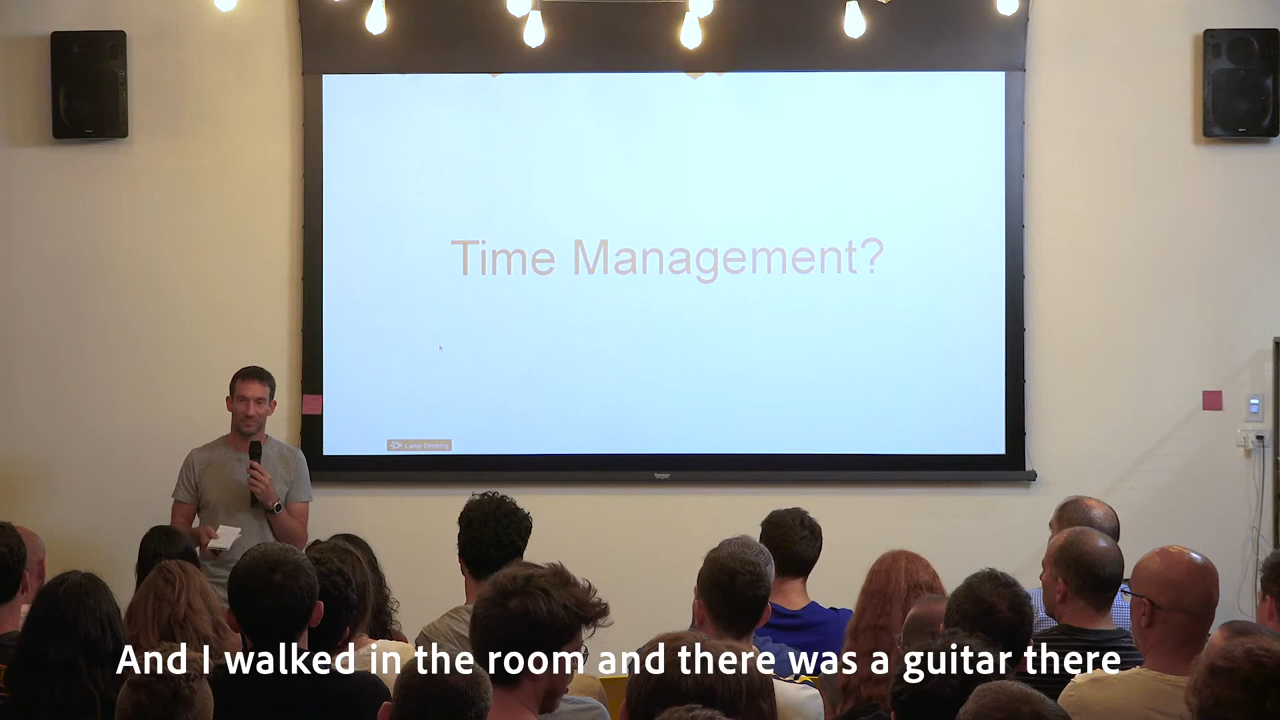 Time Management?
And I walked in the room and there was a guitar there